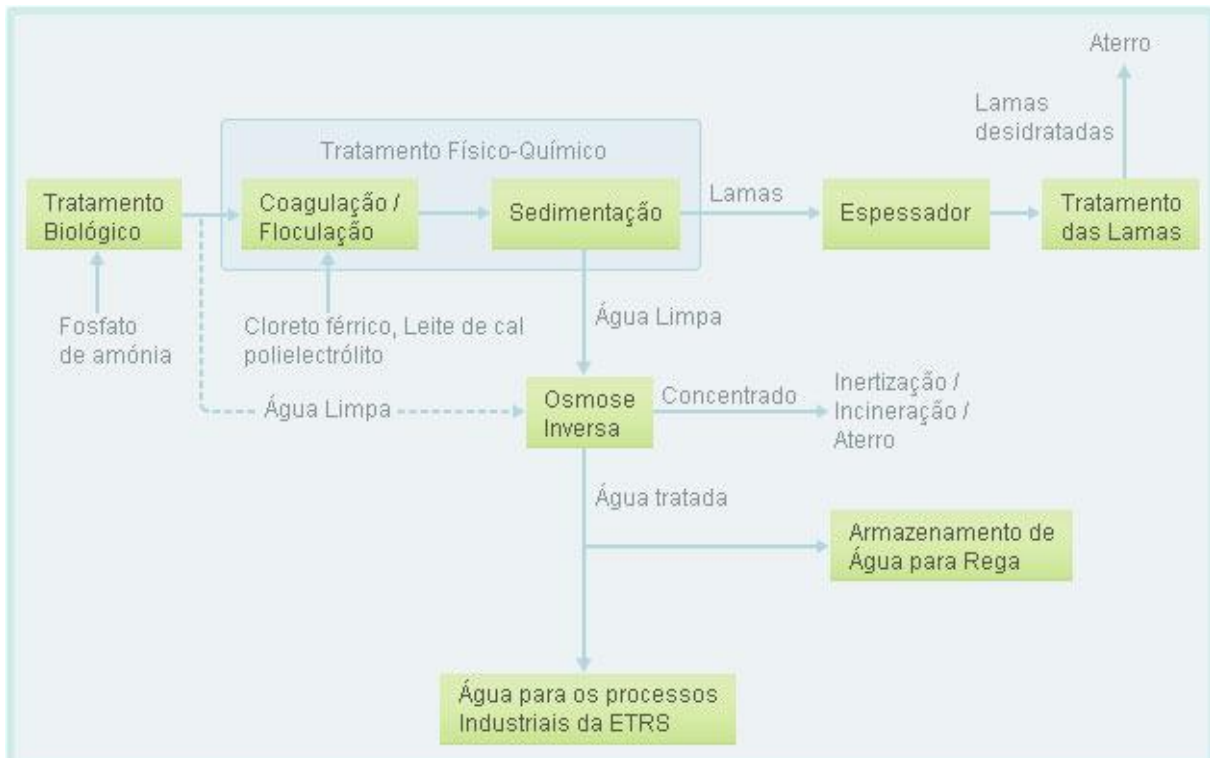 Aterro
Lamas
desidratadas
Tratamento Físico-Químico
Tratamento
Biológico
Coagulação /
Floculação
Sedimentação
Lamas
Espessador
Tratamento
das Lamas
Fosfato
de amónia
Cloreto férrico, Leite de cal
polielectrólito
Água Limpa
Água Limpa
Osmose
Inversa
Concentrado
Inertização /
Incineração /
Aterro
Água tratada
Armazenamento de
Água para Rega
Água para os processos
Industriais da ETRS